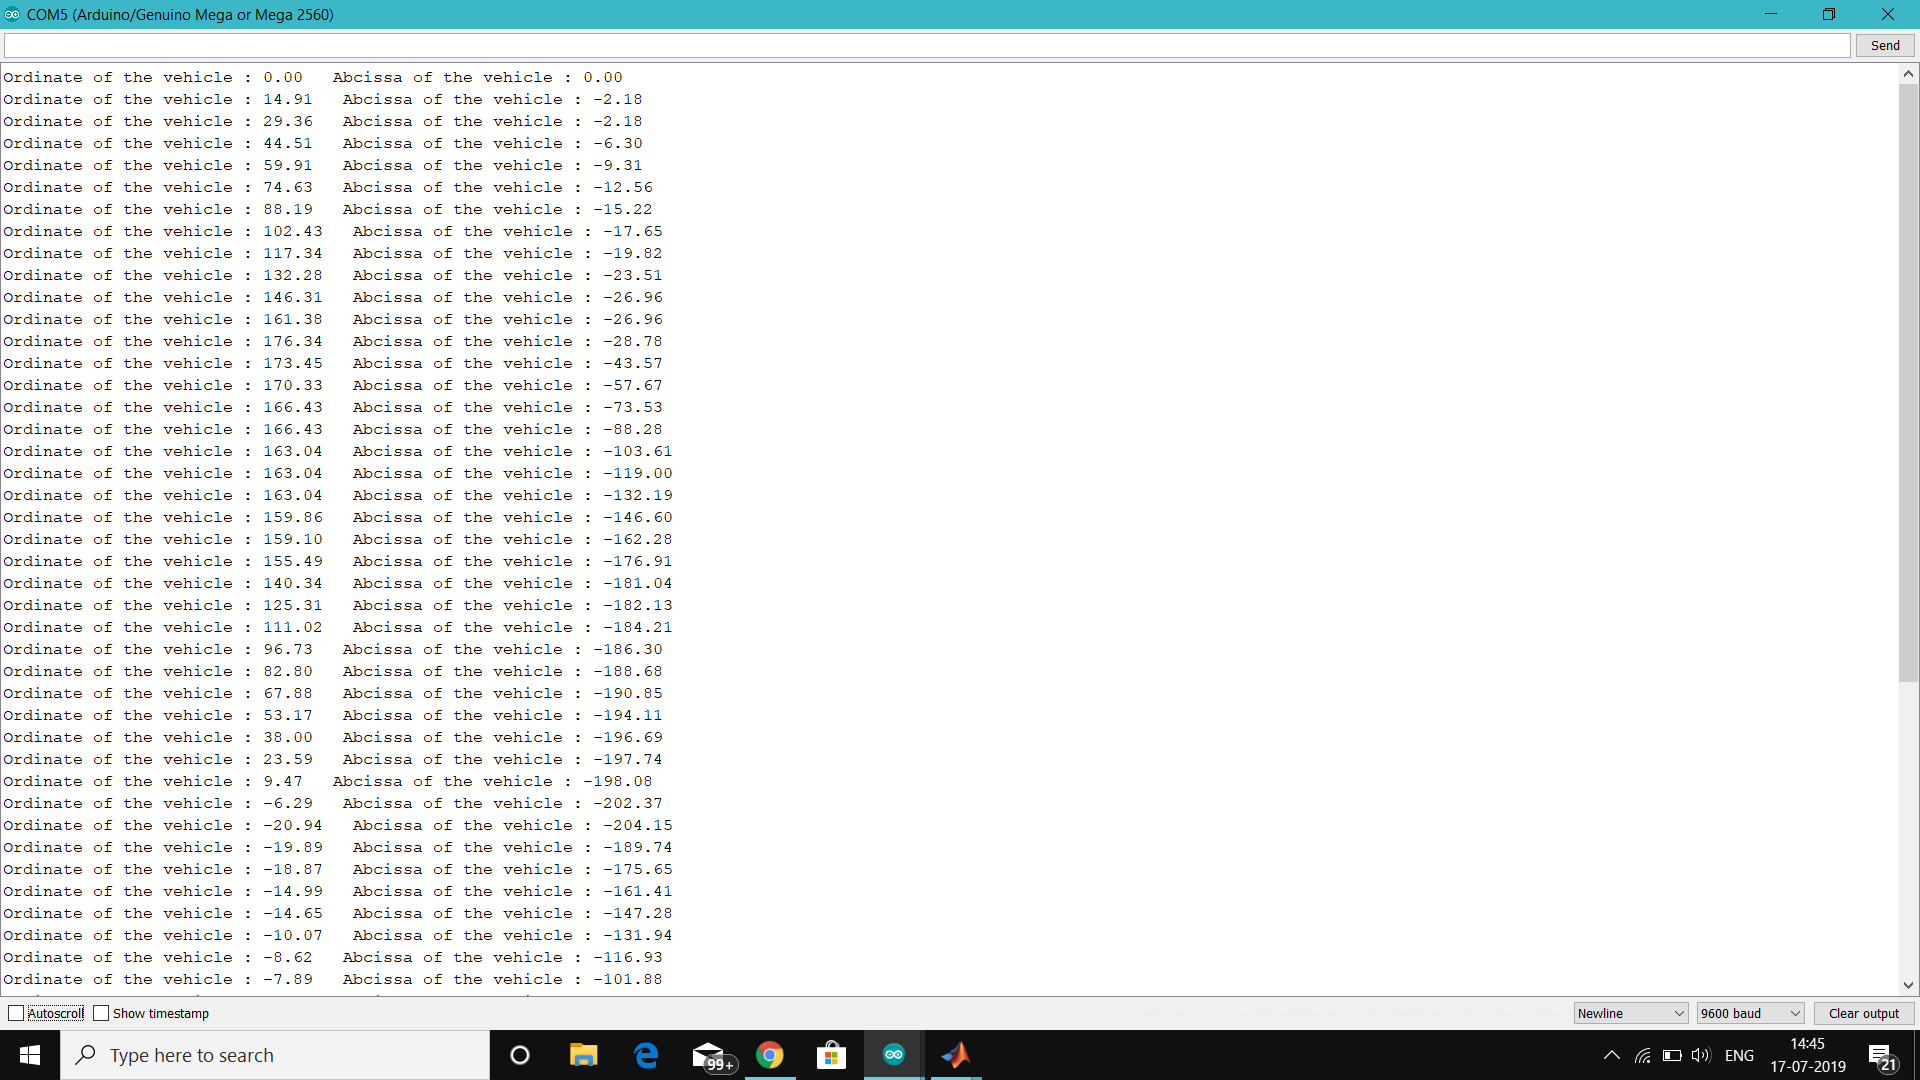 COM5 (Arduino/Genuino Mega or Mega 2560)
Send
Ordinate of the vehicle : 0.00   Abcissa of the vehicle : 0.00
Ordinate of the vehicle : 14.91   Abcissa of the vehicle : -2.18
Ordinate of the vehicle : 29.36   Abcissa of the vehicle : -2.18
Ordinate of the vehicle : 44.51   Abcissa of the vehicle : -6.30
Ordinate of the vehicle : 59.91   Abcissa of the vehicle : -9.31
Ordinate of the vehicle : 74.63   Abcissa of the vehicle : -12.56
Ordinate of the vehicle : 88.19   Abcissa of the vehicle : -15.22
Ordinate of the vehicle : 102.43   Abcissa of the vehicle : -17.65
Ordinate of the vehicle : 117.34   Abcissa of the vehicle : -19.82
Ordinate of the vehicle : 132.28   Abcissa of the vehicle : -23.51
Ordinate of the vehicle : 146.31   Abcissa of the vehicle : -26.96
Ordinate of the vehicle : 161.38   Abcissa of the vehicle : -26.96
Ordinate of the vehicle : 176.34   Abcissa of the vehicle : -28.78
Ordinate of the vehicle : 173.45   Abcissa of the vehicle : -43.57
Ordinate of the vehicle : 170.33   Abcissa of the vehicle : -57.67
Ordinate of the vehicle : 166.43   Abcissa of the vehicle : -73.53
Ordinate of the vehicle : 166.43   Abcissa of the vehicle : -88.28
Ordinate of the vehicle : 163.04   Abcissa of the vehicle : -103.61
Ordinate of the vehicle : 163.04   Abcissa of the vehicle : -119.00
Ordinate of the vehicle : 163.04   Abcissa of the vehicle : -132.19
Ordinate of the vehicle : 159.86   Abcissa of the vehicle : -146.60
Ordinate of the vehicle : 159.10   Abcissa of the vehicle : -162.28
Ordinate of the vehicle : 155.49   Abcissa of the vehicle : -176.91
Ordinate of the vehicle : 140.34   Abcissa of the vehicle : -181.04
Ordinate of the vehicle : 125.31   Abcissa of the vehicle : -182.13
Ordinate of the vehicle : 111.02   Abcissa of the vehicle : -184.21
Ordinate of the vehicle : 96.73   Abcissa of the vehicle : -186.30
Ordinate of the vehicle : 82.80   Abcissa of the vehicle : -188.68
Ordinate of the vehicle : 67.88   Abcissa of the vehicle : -190.85
Ordinate of the vehicle : 53.17   Abcissa of the vehicle : -194.11
Ordinate of the vehicle : 38.00   Abcissa of the vehicle : -196.69
Ordinate of the vehicle : 23.59   Abcissa of the vehicle : -197.74
Ordinate of the vehicle : 9.47   Abcissa of the vehicle : -198.08
Ordinate of the vehicle : -6.29   Abcissa of the vehicle : -202.37
Ordinate of the vehicle : -20.94   Abcissa of the vehicle : -204.15
Ordinate of the vehicle : -19.89   Abcissa of the vehicle : -189.74
Ordinate of the vehicle : -18.87   Abcissa of the vehicle : -175.65
Ordinate of the vehicle : -14.99   Abcissa of the vehicle : -161.41
Ordinate of the vehicle : -14.65   Abcissa of the vehicle : -147.28
Ordinate of the vehicle : -10.07   Abcissa of the vehicle : -131.94
Ordinate of the vehicle : -8.62   Abcissa of the vehicle : -116.93
Ordinate of the vehicle : -7.89   Abcissa of the vehicle : -101.88
Autoscroll Show timestamp Newline 9600 baud Clear output
Type here to search 99+ ENG 14:45
17-07-2019 21